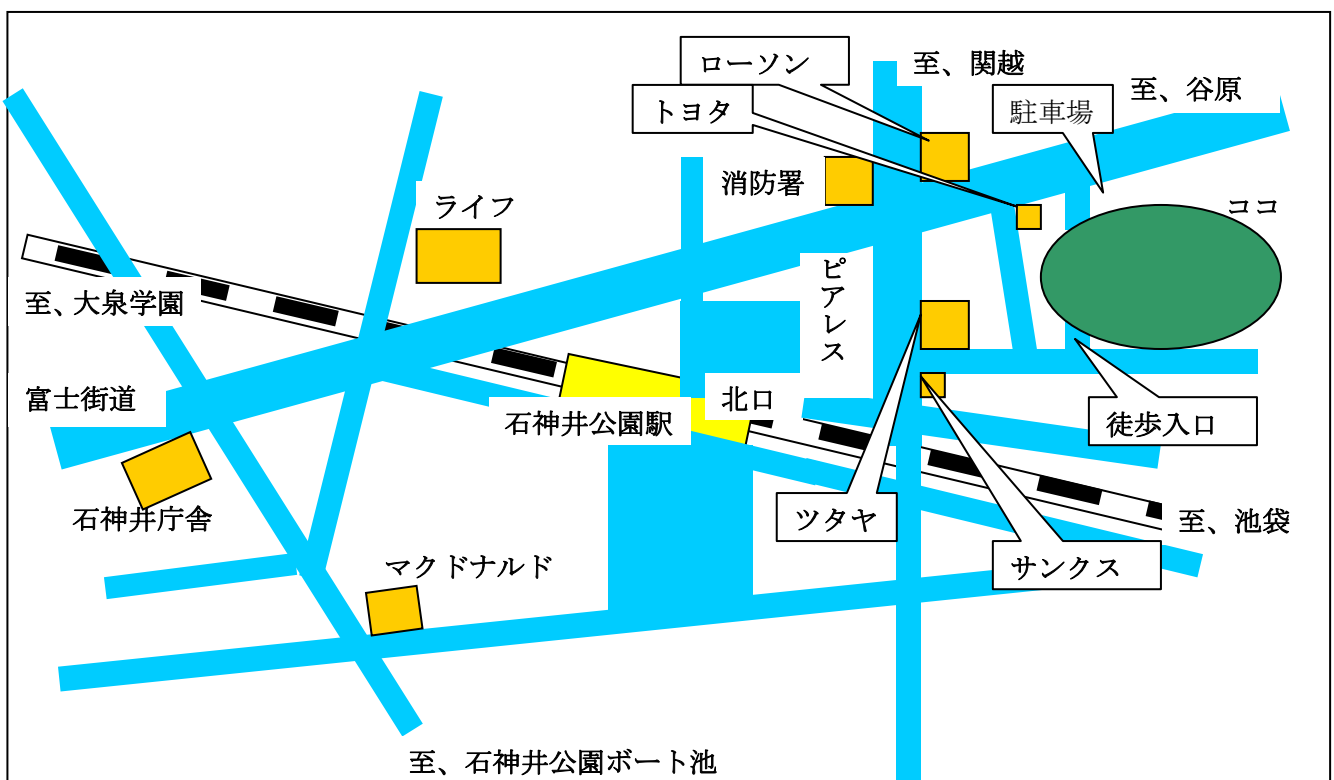 ローソン
至、関越
至、谷原
トヨタ
駐車場
消防署
ライフ
ココ
ピアレス
至、大泉学園
富士街道
北口
石神井公園駅
徒歩入口
石神井庁舎
ツタヤ
至、池袋
マクドナルド
サンクス
至、石神井公園ボート池